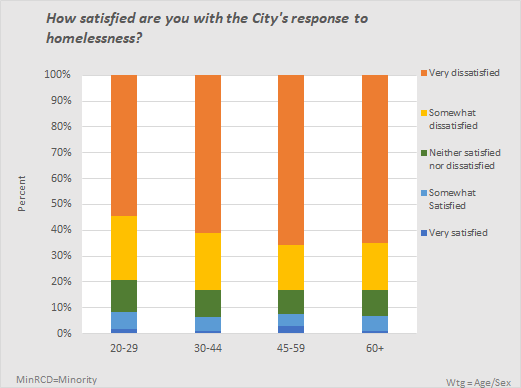 How satisfied are you with the City's response to
homelessness?
100%
90%
80%
70%
60%
50%
40%
30%
20%
10%
0%
Percent
20-29
30-44
45-59
60+
Very dissatisfied
Somewhat
dissatisfied
Neither satisfied
nor dissatisfied
Somewhat
Satisfied
Very satisfied
MinRCD=Minority
Wtg = Age/Sex